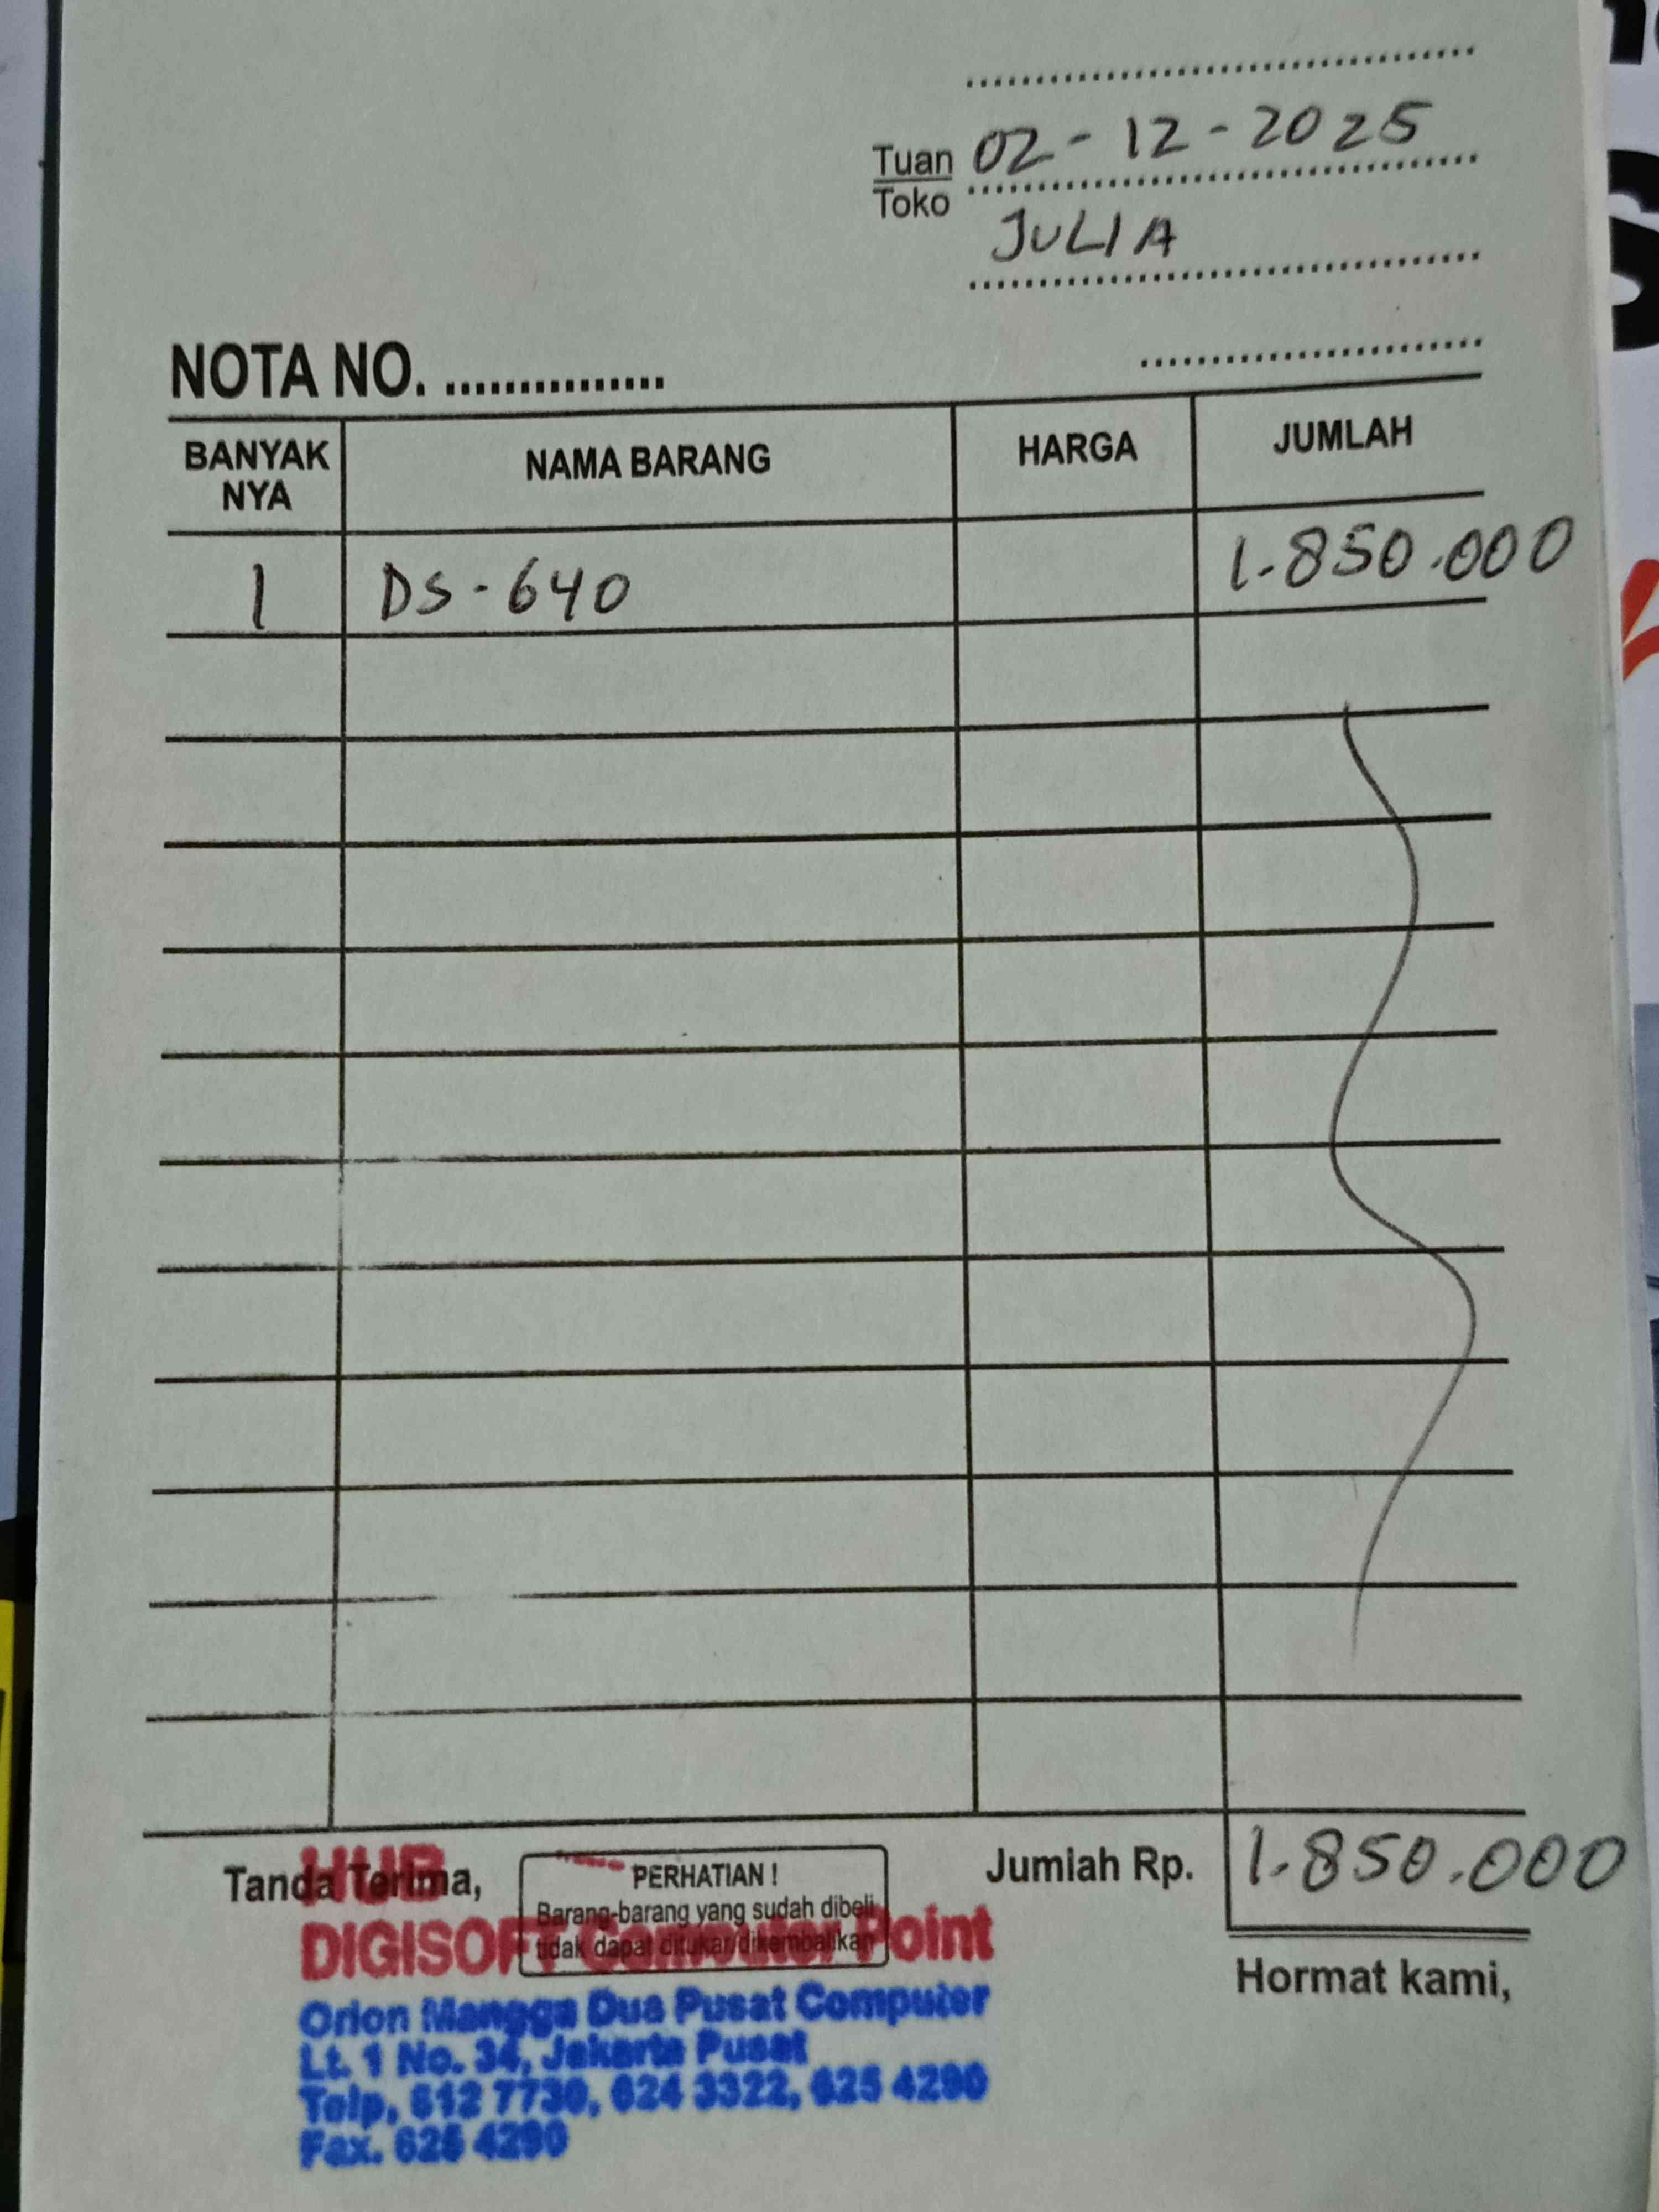 Tuan 02-12-2025
Toko
JULIA
NOTA NO. ...............
BANYAK NYA NAMA BARANG HARGA JUMLAH
1 DS-640 1.850.000
Tanda Terima,
PERHATIAN !
Barang-barang yang sudah dibeli
tidak dapat ditukar/dikembalikan
Jumlah Rp. 1.850.000
Hormat kami,
HUB
DIGISOFT Computer Point
Orion Mangga Dua Pusat Computer
Lt. 1 No. 34, Jakarta Pusat
Telp. 612 7730, 624 3322, 625 4290
Fax. 625 4290